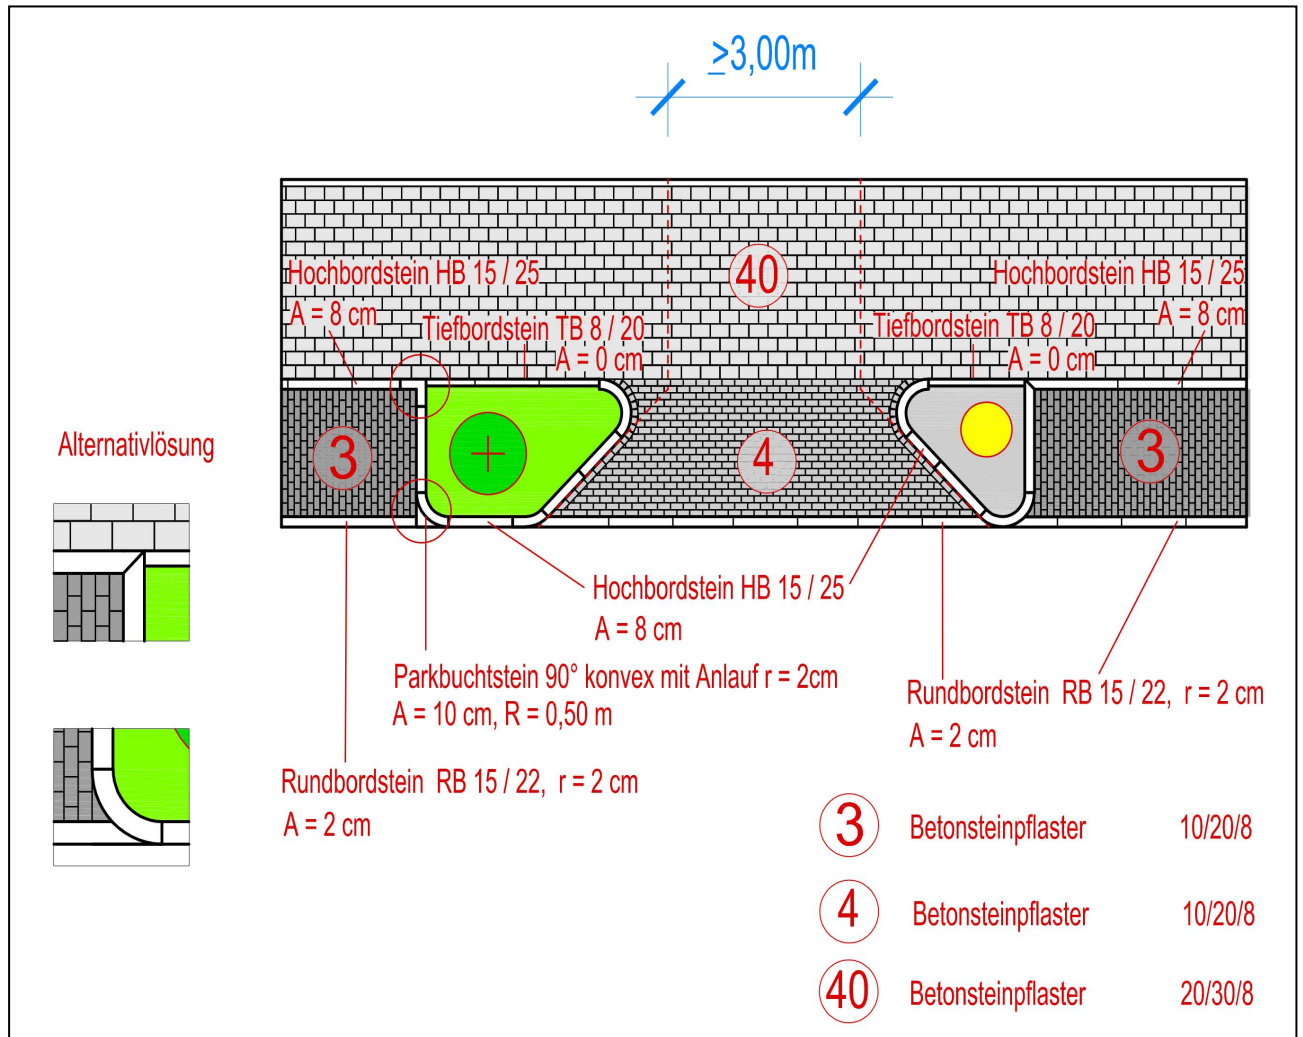 ≥3,00m
Hochbordstein HB 15 / 25
A = 8 cm
40
Hochbordstein HB 15 / 25
A = 8 cm
Tiefbordstein TB 8 / 20
A = 0 cm
Tiefbordstein TB 8 / 20
A = 0 cm
Alternativlösung
3
4
3
Hochbordstein HB 15 / 25
A = 8 cm
Parkbuchtstein 90° konvex mit Anlauf r = 2cm
A = 10 cm, R = 0,50 m
Rundbordstein RB 15 / 22, r = 2 cm
A = 2 cm
Rundbordstein RB 15 / 22, r = 2 cm
A = 2 cm
3 Betonsteinpflaster 10/20/8
4 Betonsteinpflaster 10/20/8
40 Betonsteinpflaster 20/30/8